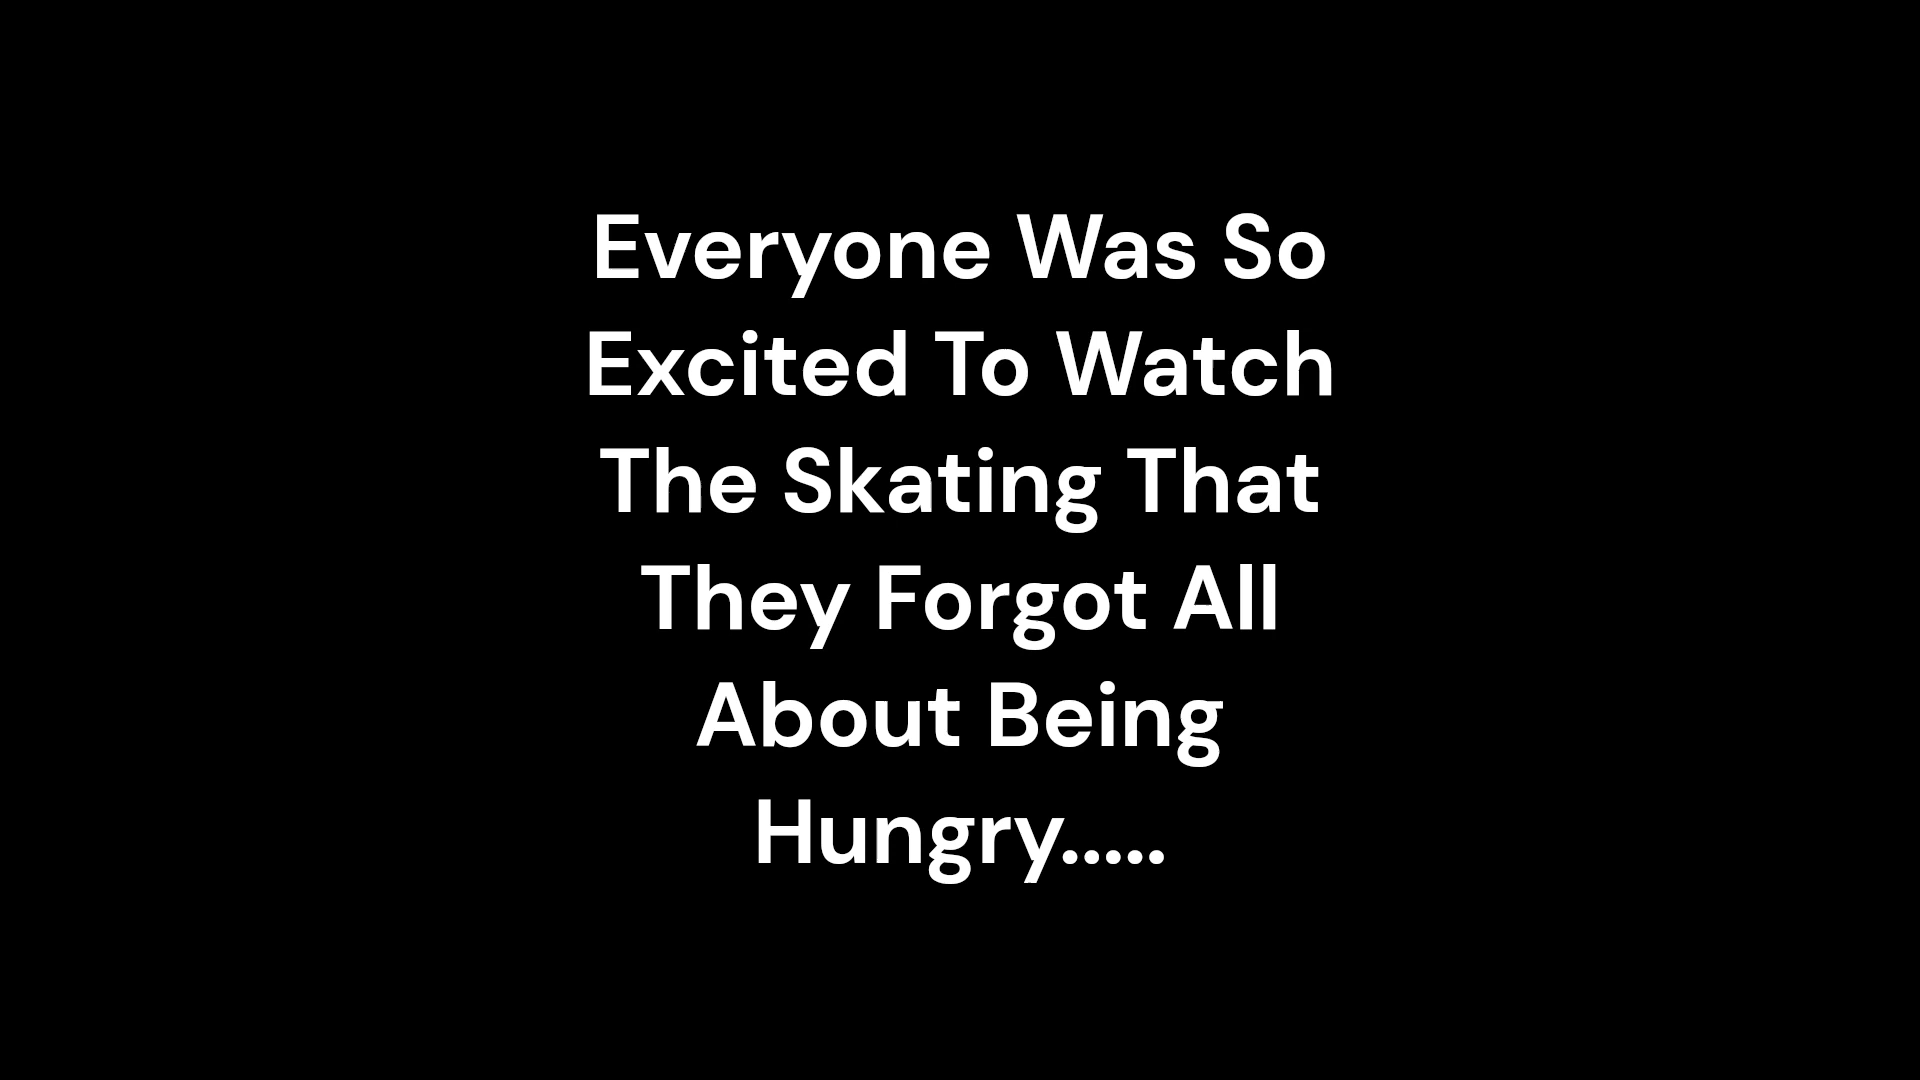 Everyone Was So
Excited To Watch
The Skating That
They Forgot All
About Being
Hungry.....